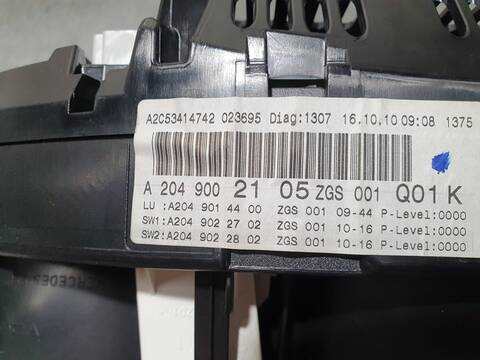 A2C53414742 023695 Diag:1307 16.10.10 09:08 1375
A 204 900 21 05 ZGS 001 Q01 K
LU : A204 901 44 00 ZGS 001 09-44 P-Level:0000
SW1:A204 902 27 02 ZGS 001 10-16 P-Level:0000
SW2:A204 902 28 02 ZGS 001 10-16 P-Level:0000